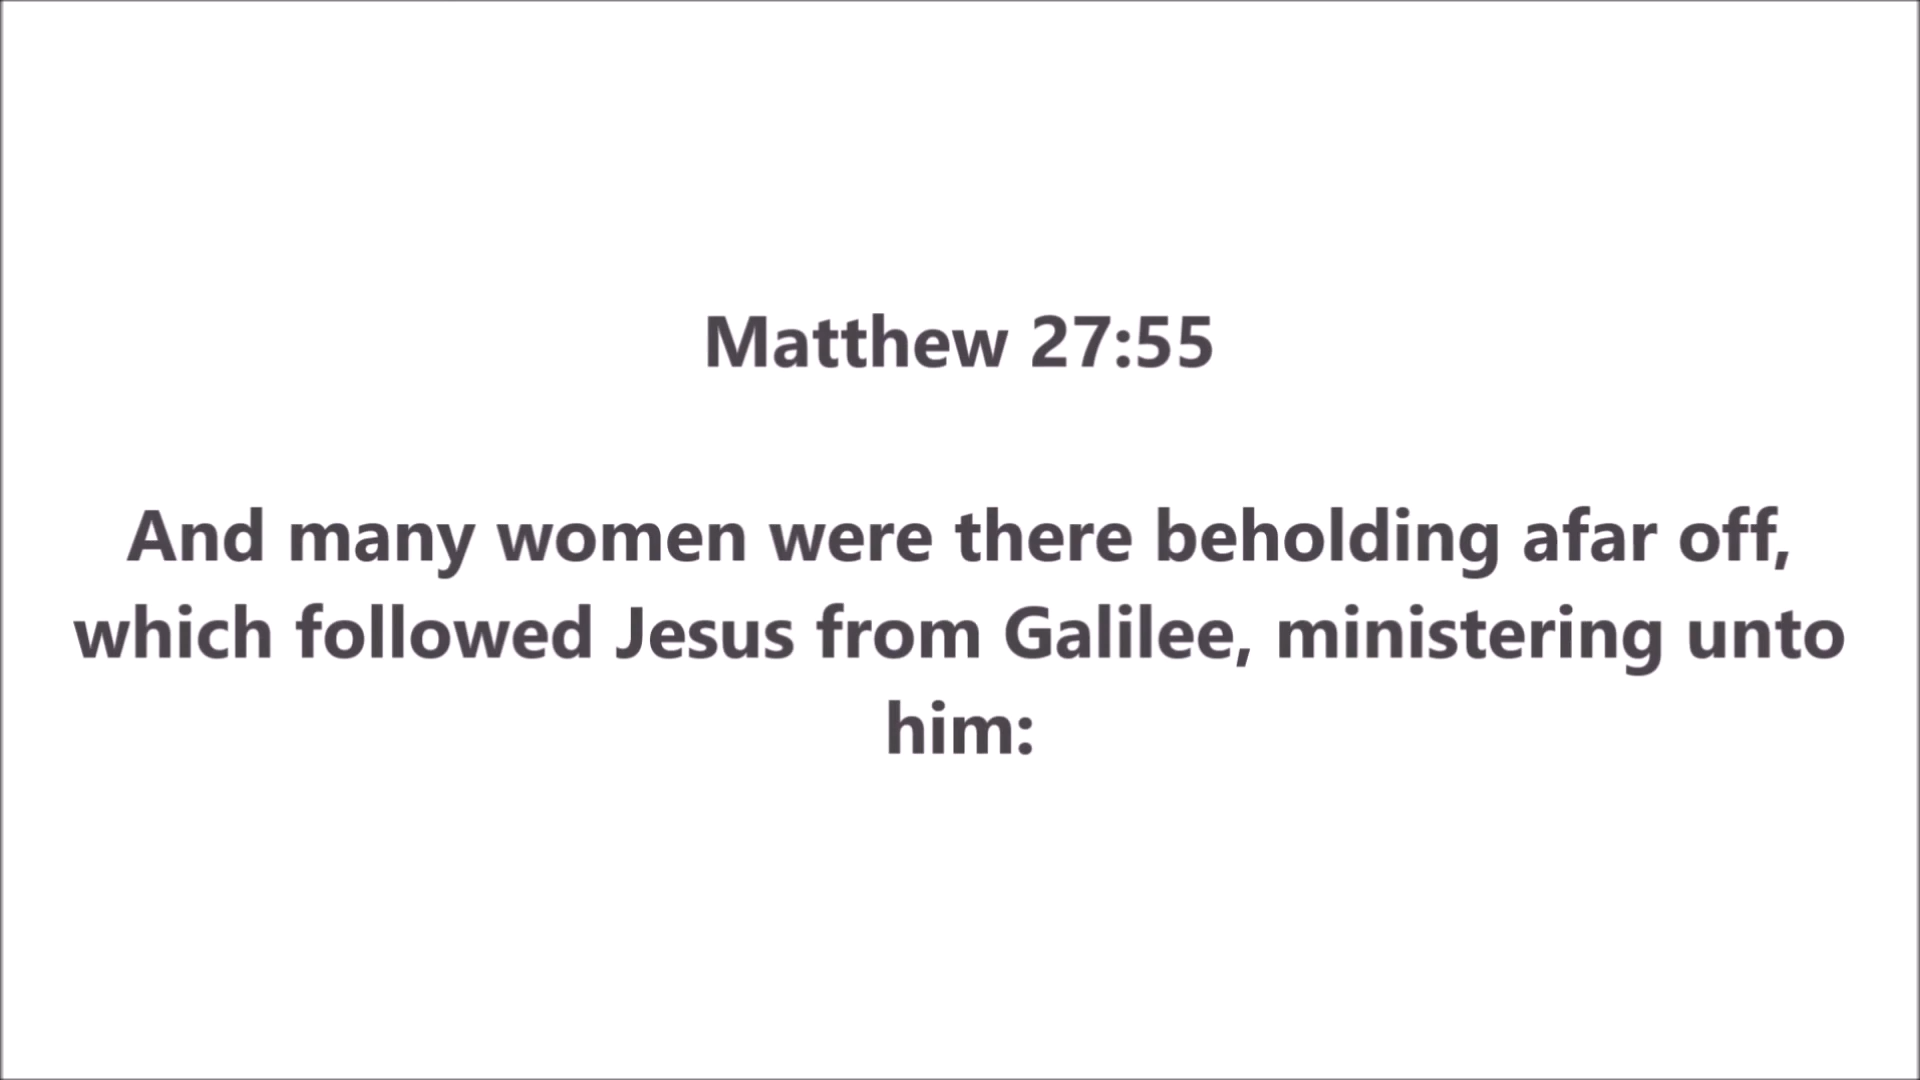 Matthew 27:55
And many women were there beholding afar off,
which followed Jesus from Galilee, ministering unto
him: